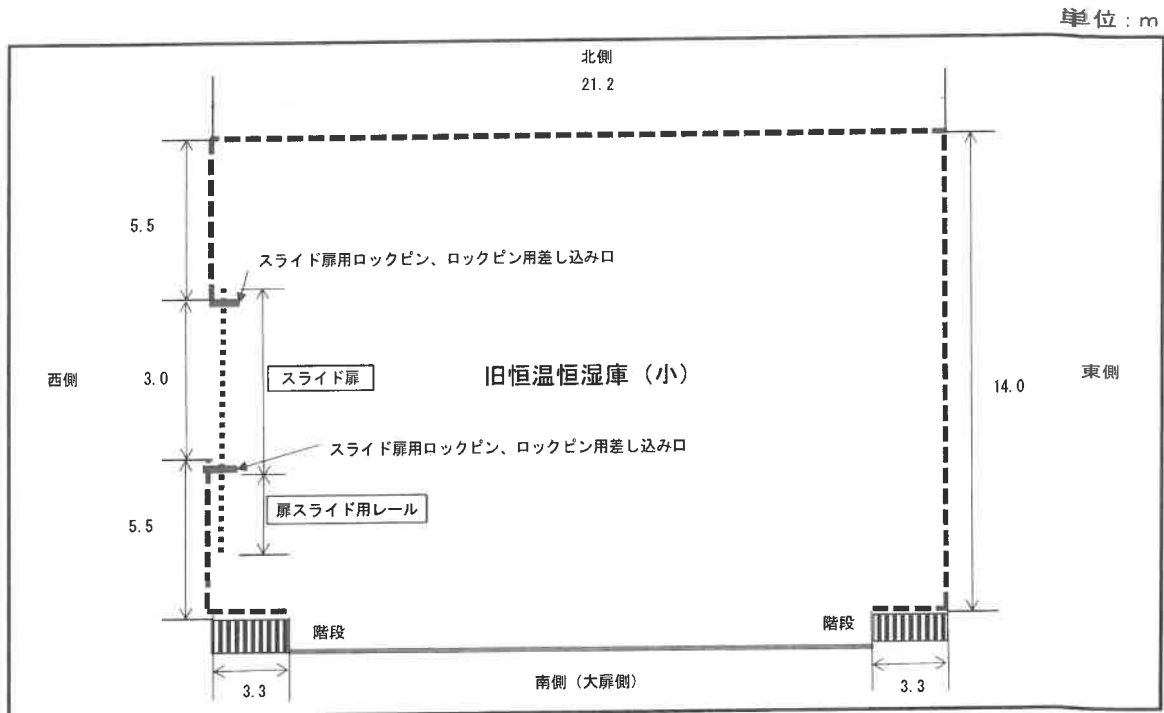 単位：m
北側
21.2
5.5
スライド扉用ロックピン、ロックピン用差し込み口
西側
3.0
スライド扉
旧恒温恒湿庫（小）
14.0
東側
スライド扉用ロックピン、ロックピン用差し込み口
扉スライド用レール
5.5
階段
階段
3.3
南側（大扉側）
3.3